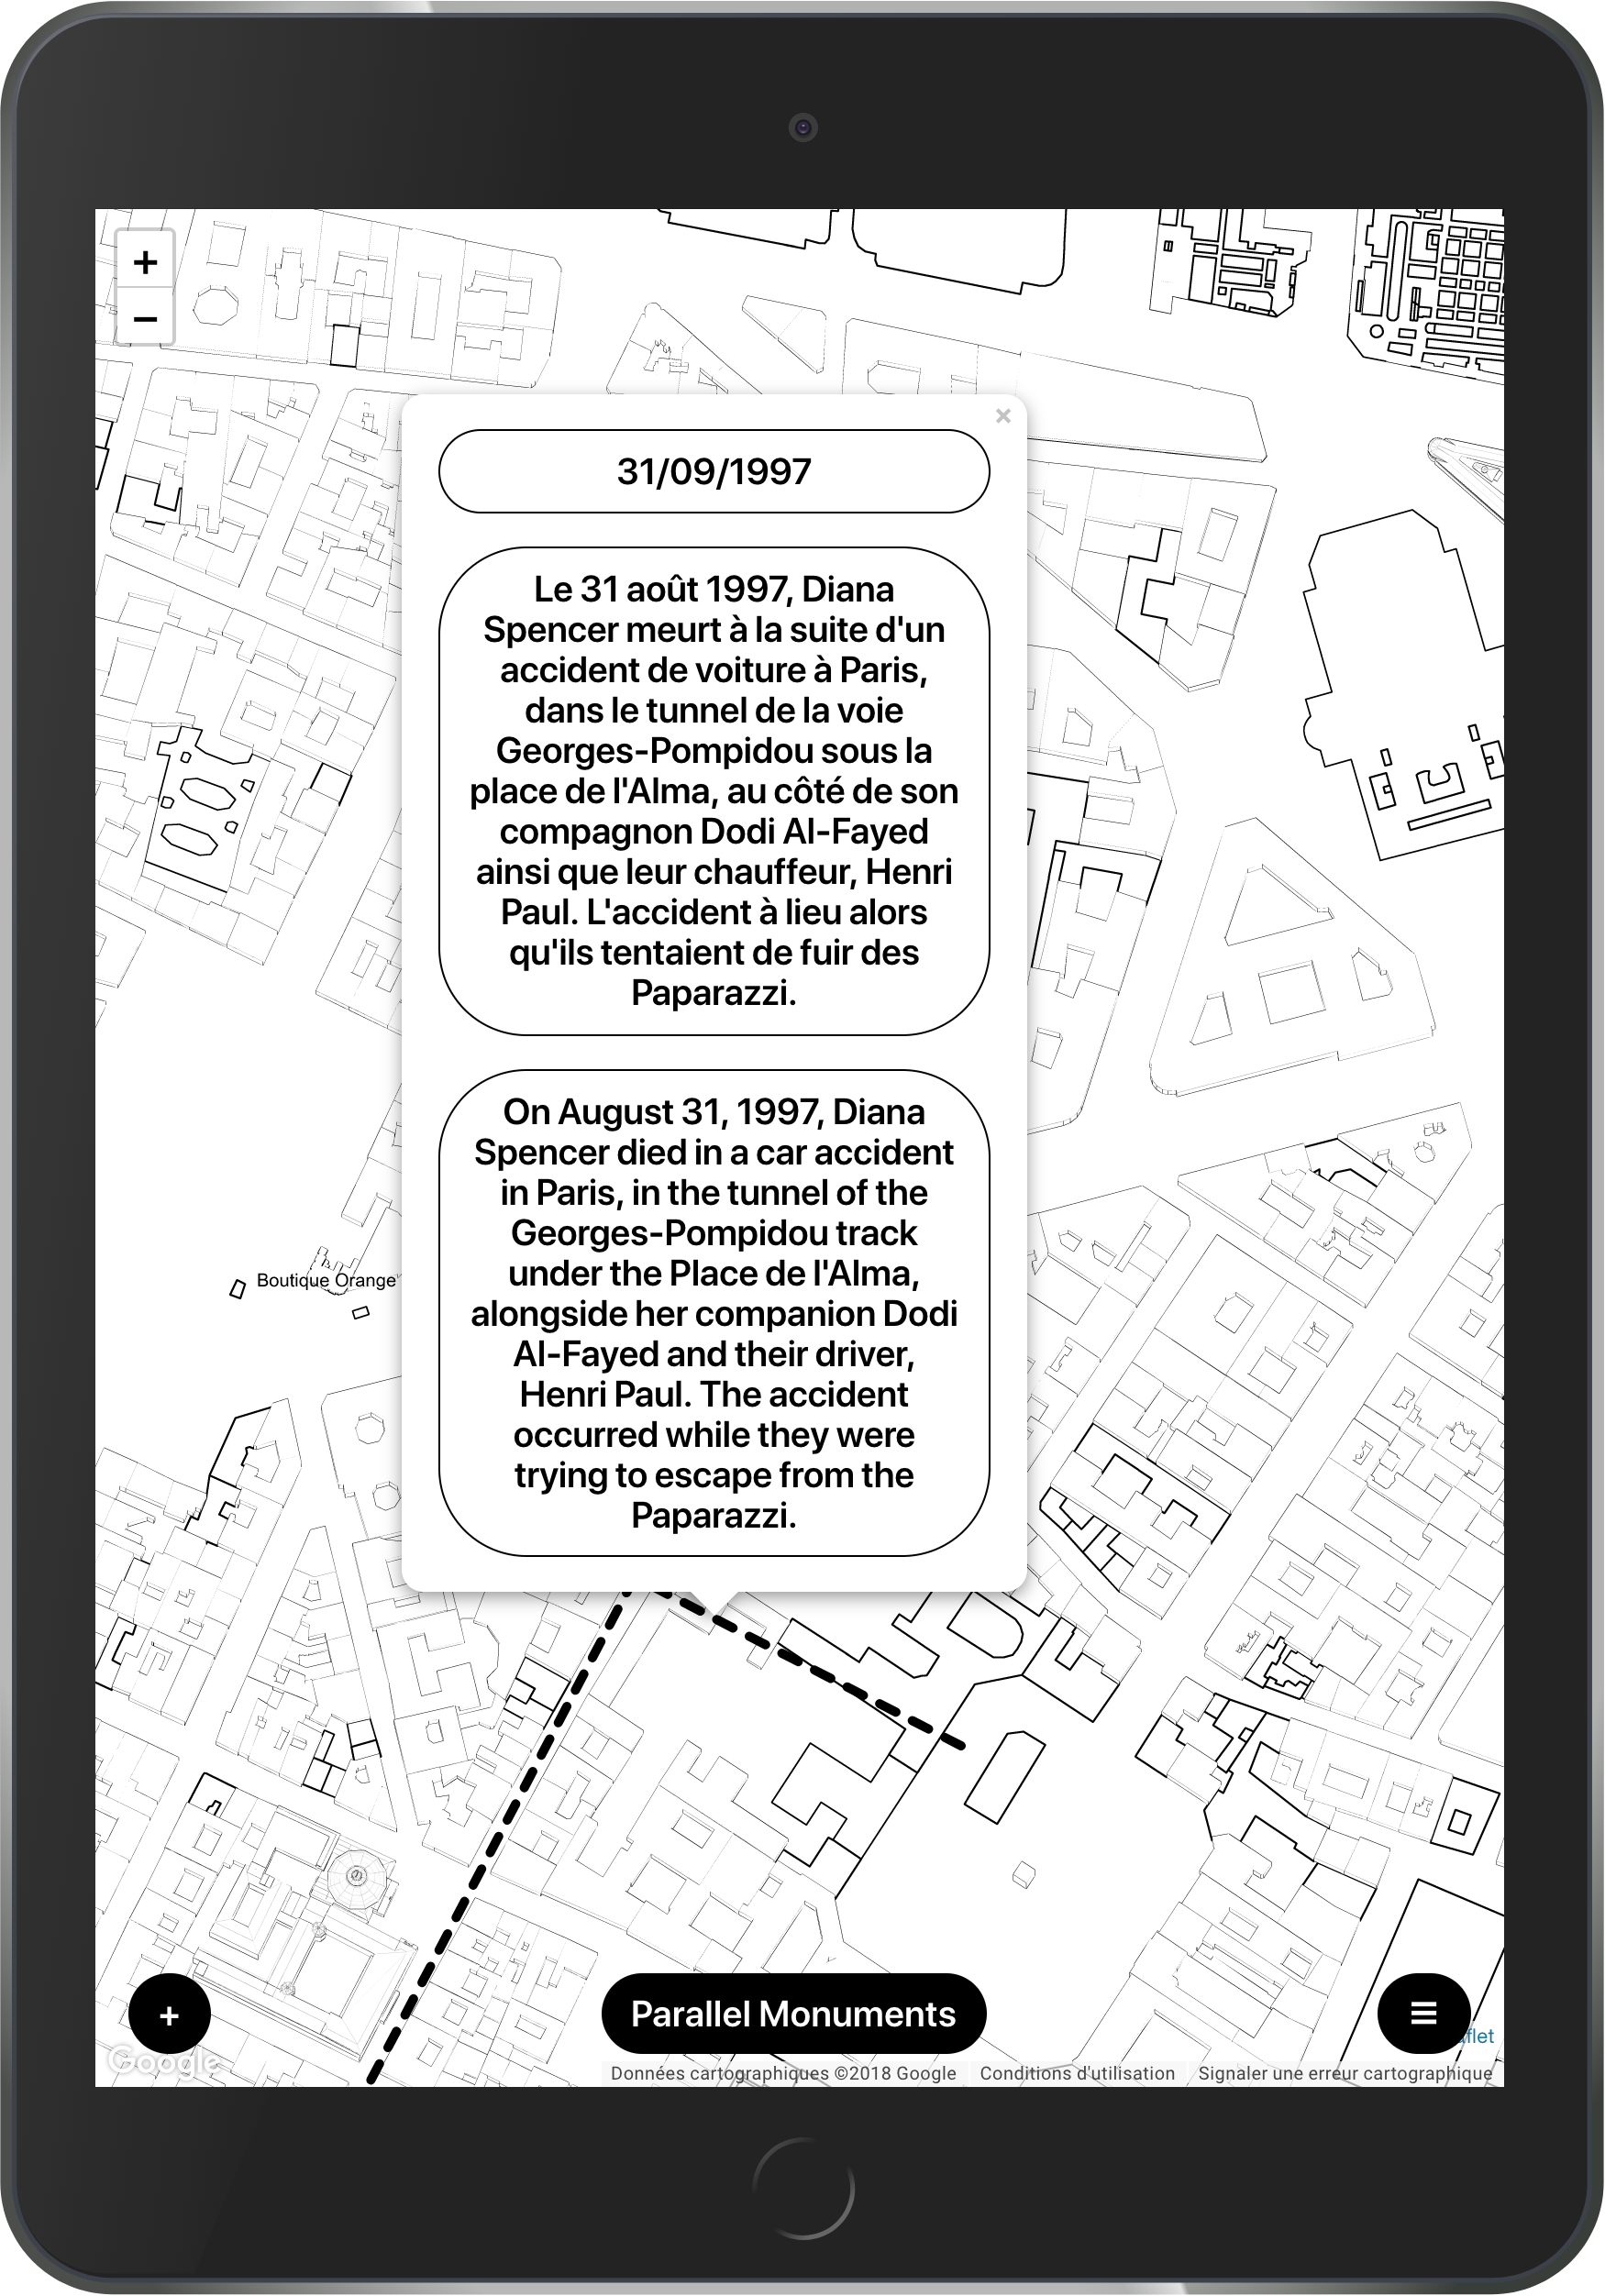 +
−
×
31/09/1997
Le 31 août 1997, Diana
Spencer meurt à la suite d'un
accident de voiture à Paris,
dans le tunnel de la voie
Georges-Pompidou sous la
place de l'Alma, au côté de son
compagnon Dodi Al-Fayed
ainsi que leur chauffeur, Henri
Paul. L'accident à lieu alors
qu'ils tentaient de fuir des
Paparazzi.
On August 31, 1997, Diana
Spencer died in a car accident
in Paris, in the tunnel of the
Georges-Pompidou track
under the Place de l'Alma,
alongside her companion Dodi
Al-Fayed and their driver,
Henri Paul. The accident
occurred while they were
trying to escape from the
Paparazzi.
Boutique Orange
+
Parallel Monuments
☰
aflet
Google
Données cartographiques ©2018 Google
Conditions d'utilisation
Signaler une erreur cartographique